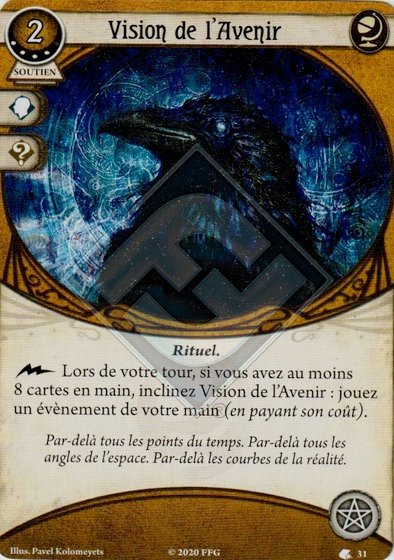 2
Vision de l'Avenir
SOUTIEN
?
Rituel.
Lors de votre tour, si vous avez au moins
8 cartes en main, inclinez Vision de l'Avenir : jouez
un évènement de votre main (en payant son coût).
Par-delà tous les points du temps. Par-delà tous les
angles de l'espace. Par-delà les courbes de la réalité.
Illus. Pavel Kolomeyets © 2020 FFG 31